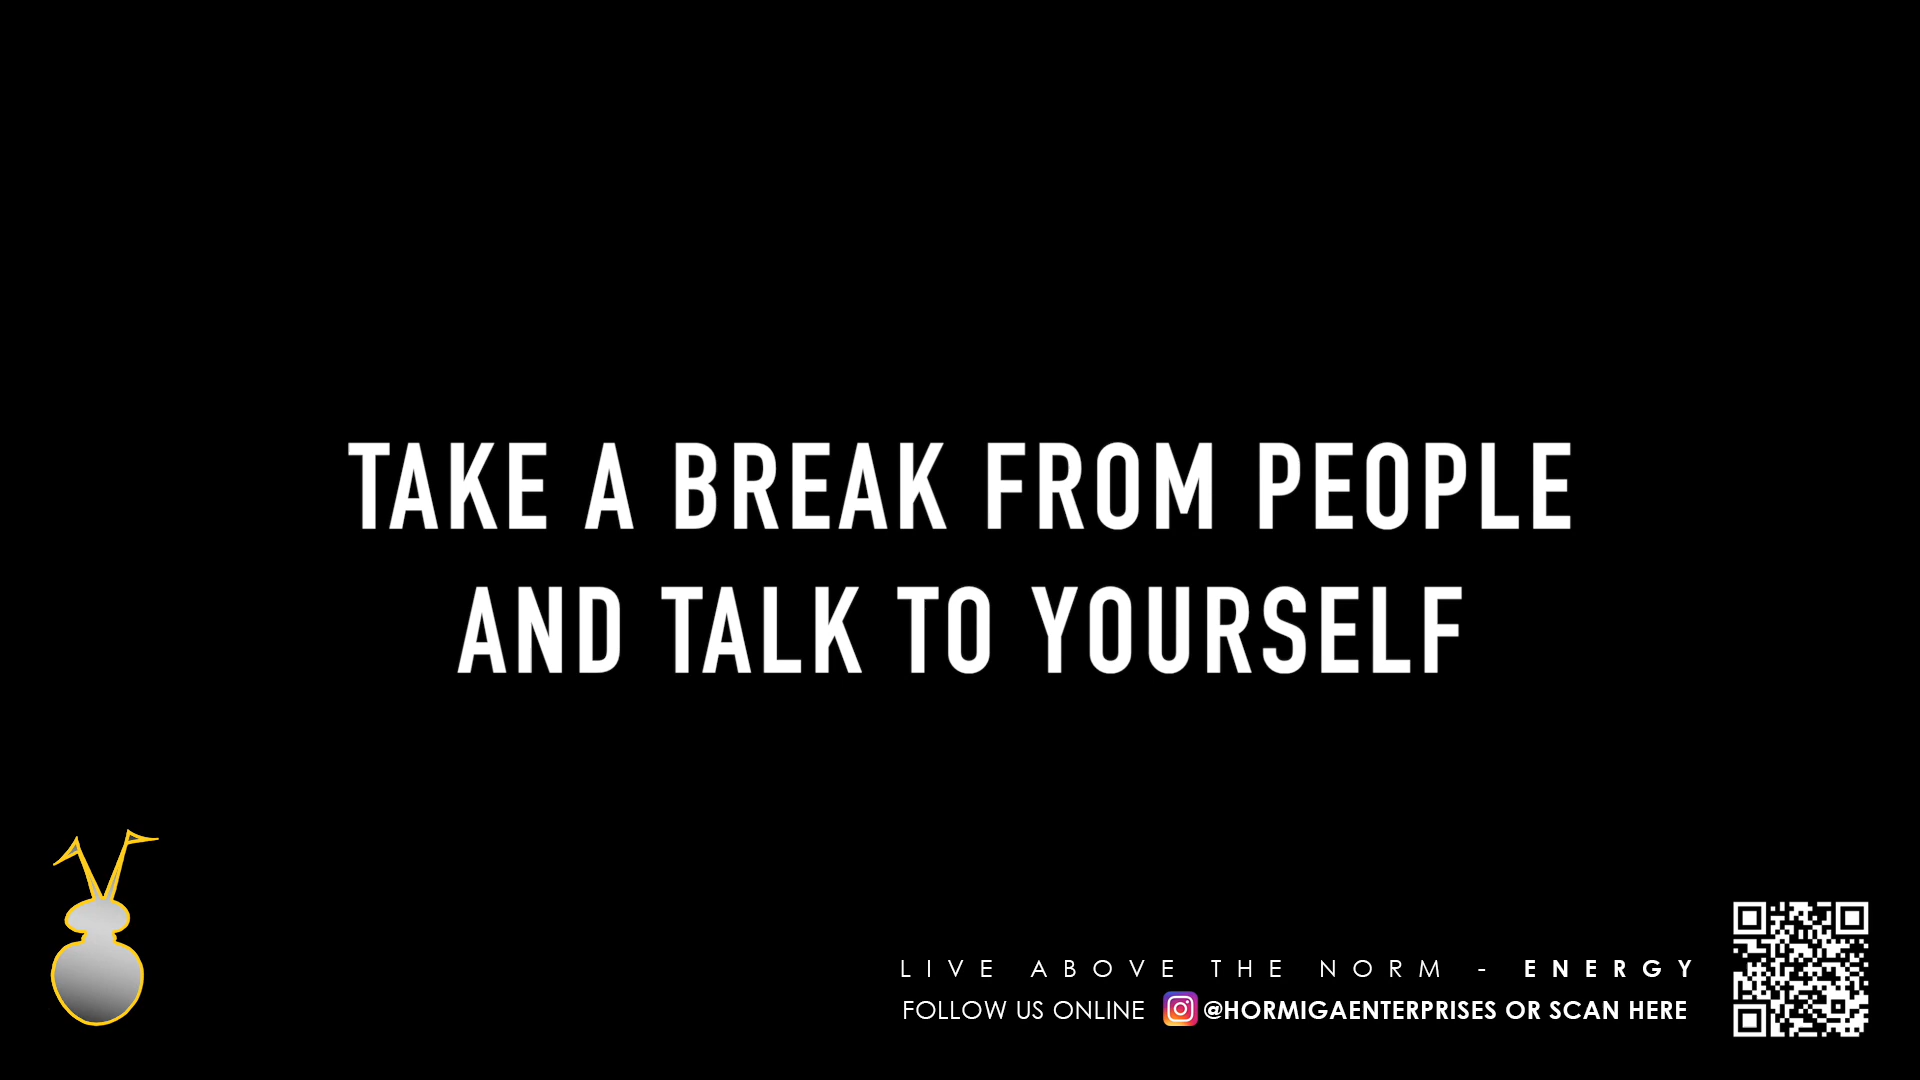 TAKE A BREAK FROM PEOPLE
AND TALK TO YOURSELF
LIVE ABOVE THE NORM - ENERGY
FOLLOW US ONLINE @HORMIGAENTERPRISES OR SCAN HERE